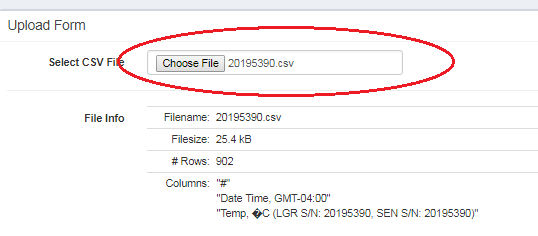 Upload Form
Select CSV File Choose File 20195390.csv
File Info Filename: 20195390.csv
Filesize: 25.4 kB
# Rows: 902
Columns: "#"
"Date Time, GMT-04:00"
"Temp, �C (LGR S/N: 20195390, SEN S/N: 20195390)"